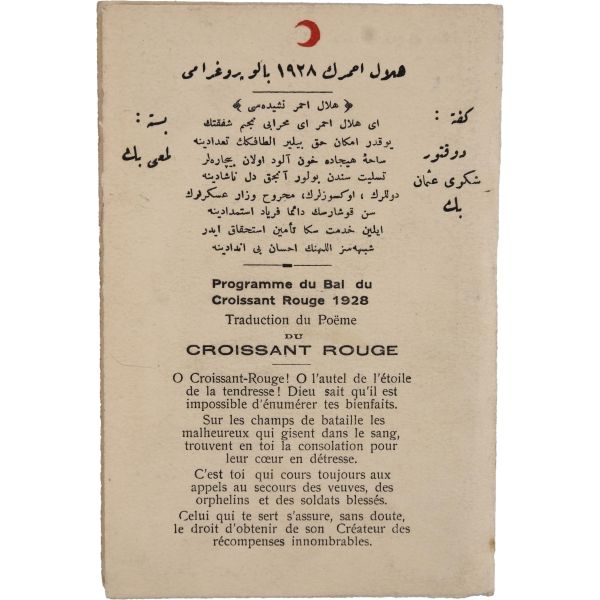 هلال احمرك ١٩٢٨ بالو پروغرامی
﴿ هلال احمر نشیده‌سی ﴾
ای هلال احمر ای محرابی نجم شفقتك
یوقدر امكان حق بیلیر الطافكك تعدادینه
ساحهٔ هیجاده خون آلود اولان بیچاره‌لر
تسلیت سندن بولور آنجق دل ناشادینه
دوللرك ، اوكسوزلرك، مجروح وزار عسكرلرك
سن قوشارسك دائما فریاد استمدادینه
ایلین خدمت سكا تأمین استحقاق ایدر
شبهه‌سز اللهنك احسان بی اندادینه
كفته :
دوقتور
شكری عثمان
بك
بسته :
لمعی بك
Programme du Bal du
Croissant Rouge 1928
Traduction du Poëme
DU
CROISSANT ROUGE
O Croissant-Rouge! O l'autel de l'étoile
de la tendresse! Dieu sait qu'il est
impossible d'énumérer tes bienfaits.
Sur les champs de bataille les
malheureux qui gisent dans le sang,
trouvent en toi la consolation pour
leur cœur en détresse.
C'est toi qui cours toujours aux
appels au secours des veuves, des
orphelins et des soldats blessés.
Celui qui te sert s'assure, sans doute,
le droit d'obtenir de son Créateur des
récompenses innombrables.